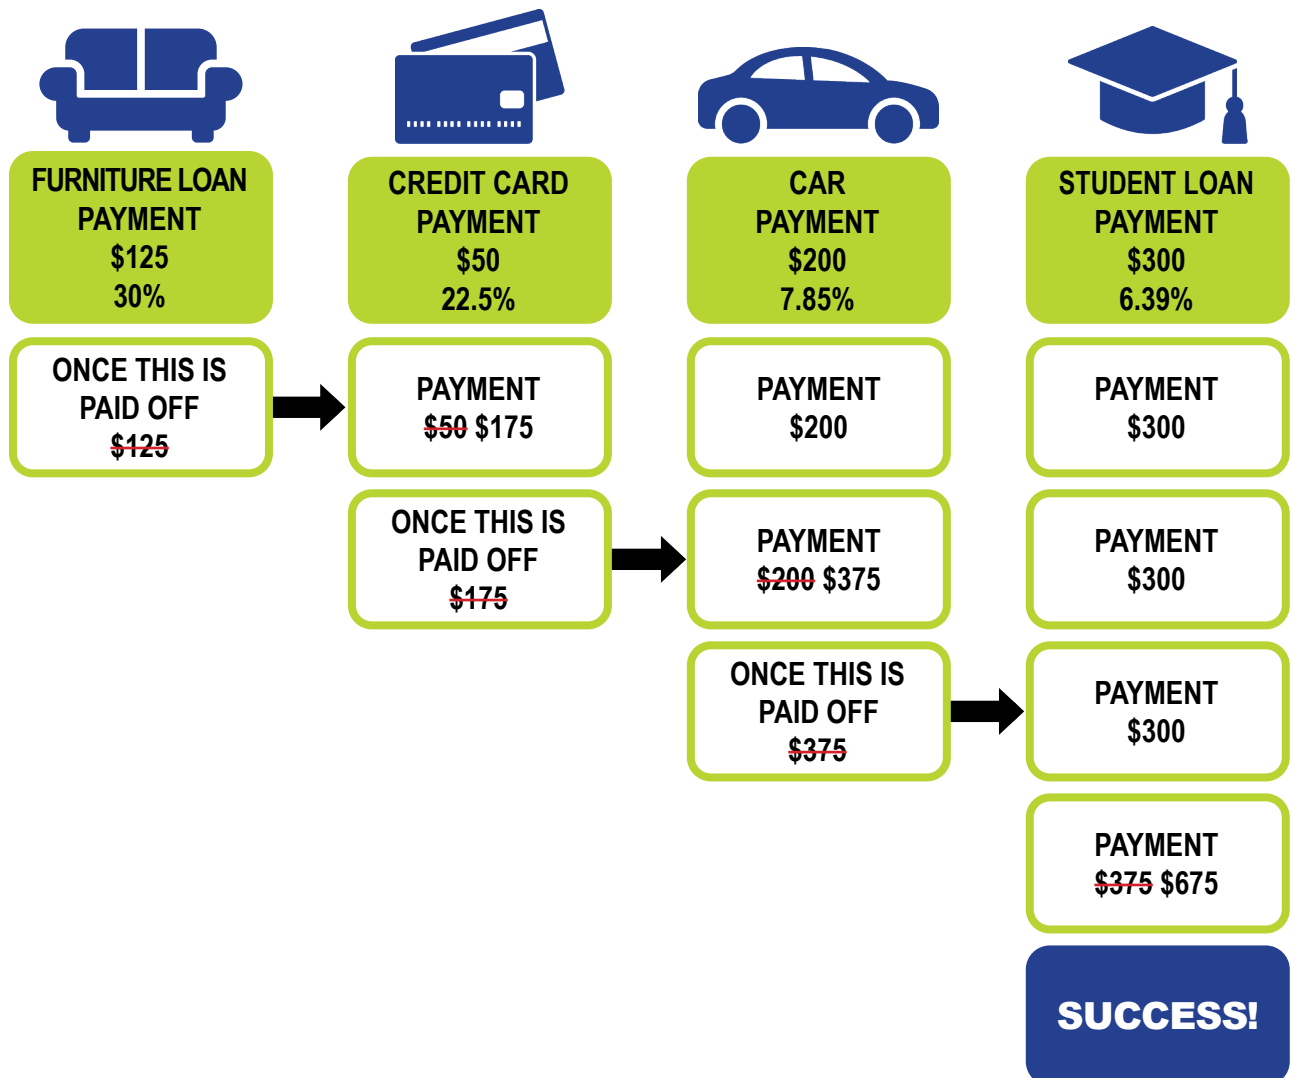 FURNITURE LOAN
PAYMENT
$125
30%
CREDIT CARD
PAYMENT
$50
22.5%
CAR
PAYMENT
$200
7.85%
STUDENT LOAN
PAYMENT
$300
6.39%
ONCE THIS IS
PAID OFF
$125
PAYMENT
$50 $175
PAYMENT
$200
PAYMENT
$300
ONCE THIS IS
PAID OFF
$175
PAYMENT
$200 $375
PAYMENT
$300
ONCE THIS IS
PAID OFF
$375
PAYMENT
$300
PAYMENT
$375 $675
SUCCESS!